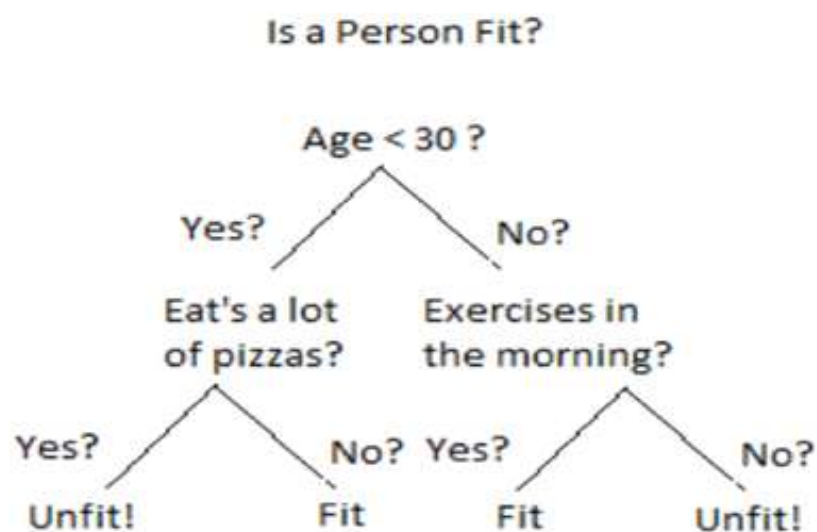 Is a Person Fit?
Age < 30 ?
Yes?
No?
Eat's a lot
of pizzas?
Exercises in
the morning?
Yes?
No?
Yes?
No?
Unfit!
Fit
Fit
Unfit!